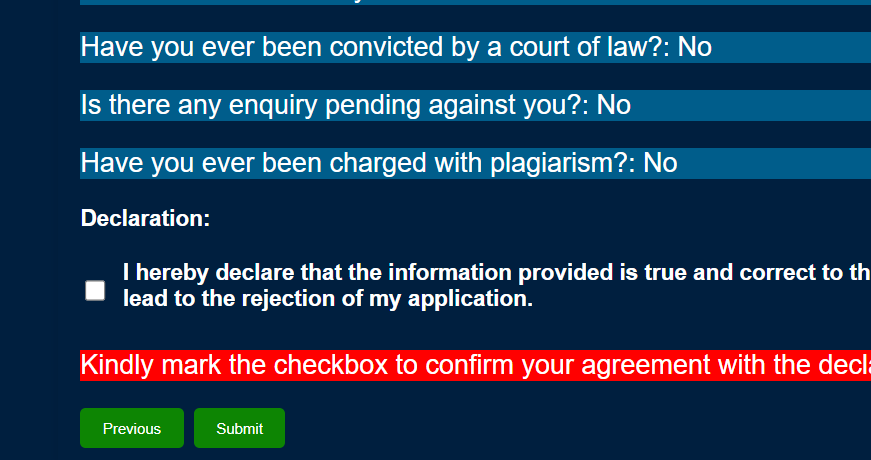 Have you ever been convicted by a court of law?: No
Is there any enquiry pending against you?: No
Have you ever been charged with plagiarism?: No
Declaration:
I hereby declare that the information provided is true and correct to
lead to the rejection of my application.
Kindly mark the checkbox to confirm your agreement with the
Previous Submit